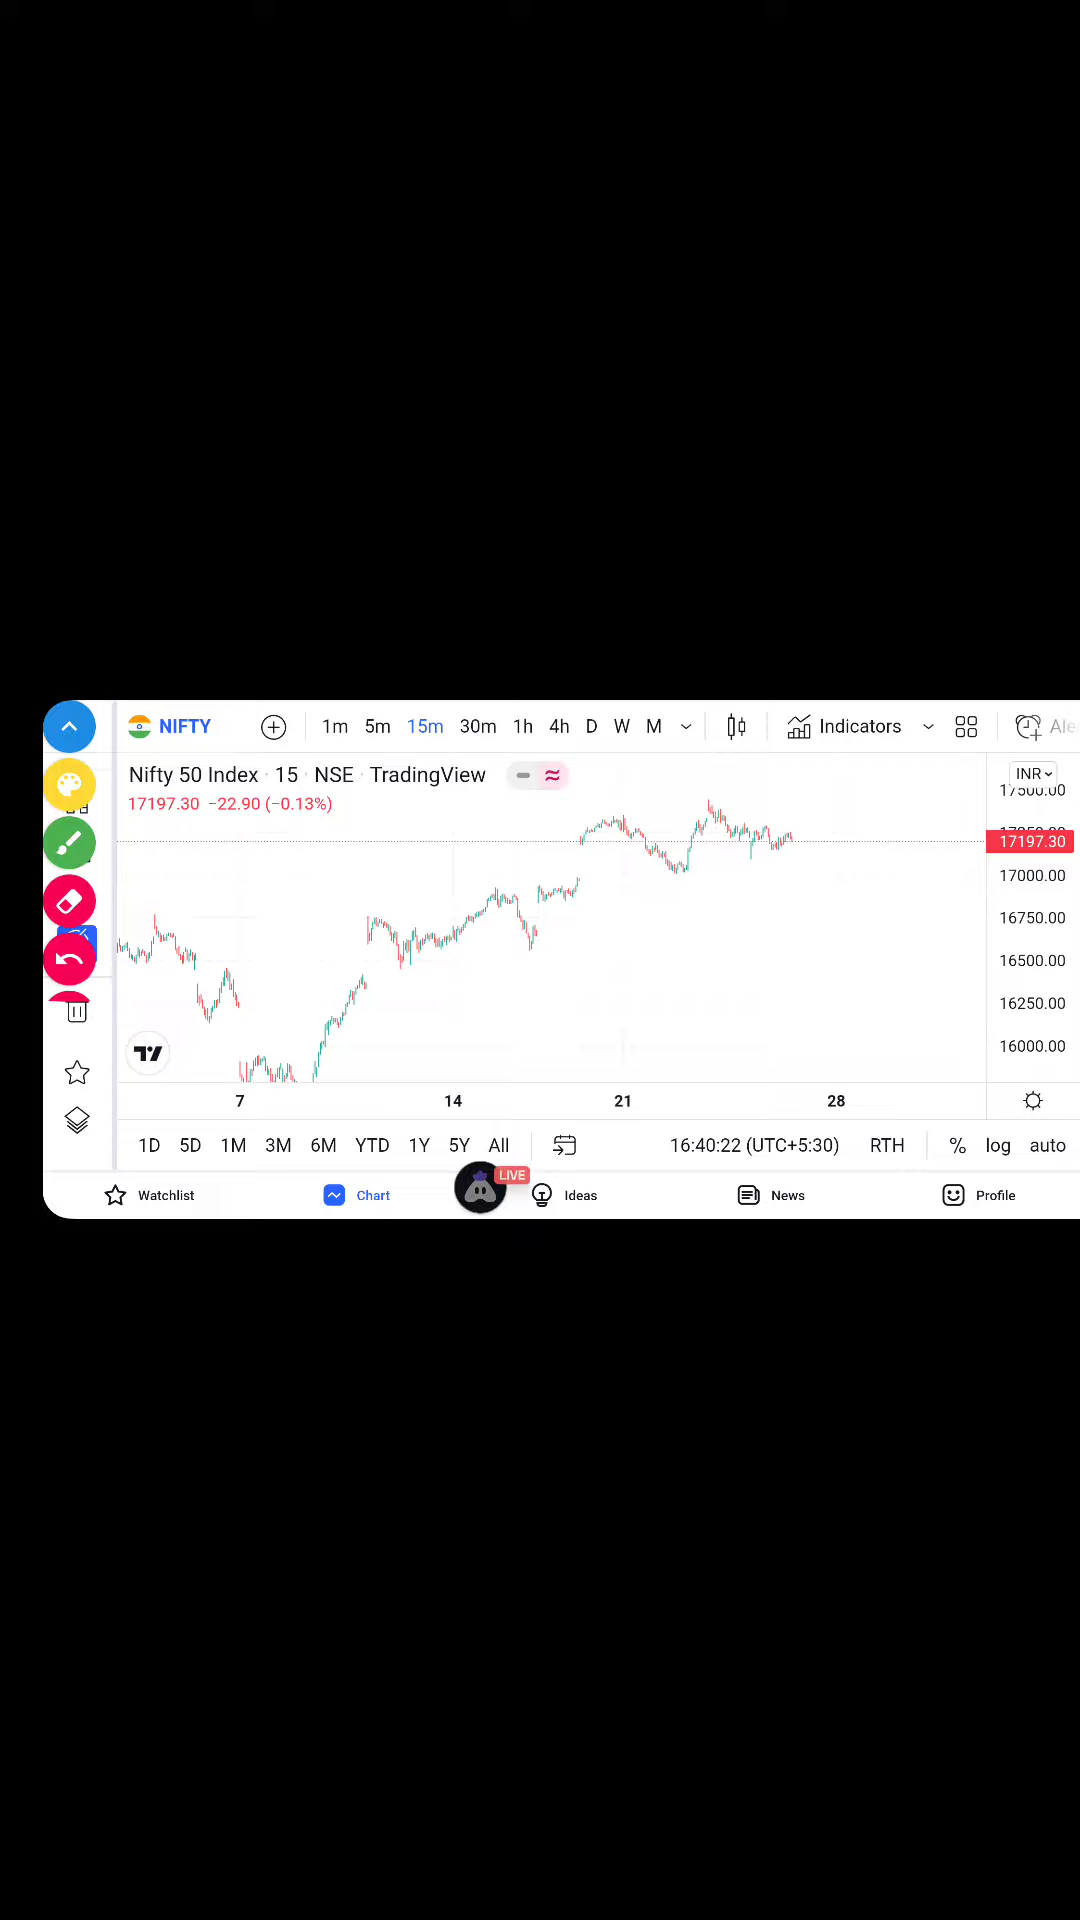 NIFTY 1m 5m 15m 30m 1h 4h D W M Indicators Ale
Nifty 50 Index · 15 · NSE · TradingView
INR
17500.00
17197.30 −22.90 (−0.13%)
17197.30
17000.00
16750.00
16500.00
16250.00
16000.00
7 14 21 28
1D 5D 1M 3M 6M YTD 1Y 5Y All 16:40:22 (UTC+5:30) RTH % log auto
LIVE
Watchlist Chart Ideas News Profile